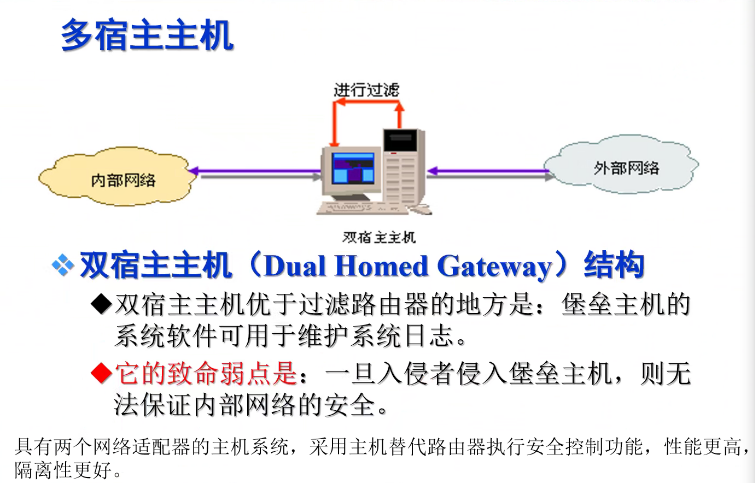 多宿主主机
进行过滤
内部网络
外部网络
双宿主主机
双宿主主机（Dual Homed Gateway）结构
双宿主主机优于过滤路由器的地方是：堡垒主机的
系统软件可用于维护系统日志。
它的致命弱点是：一旦入侵者侵入堡垒主机，则无
法保证内部网络的安全。
具有两个网络适配器的主机系统，采用主机替代路由器执行安全控制功能，性能更高，
隔离性更好。